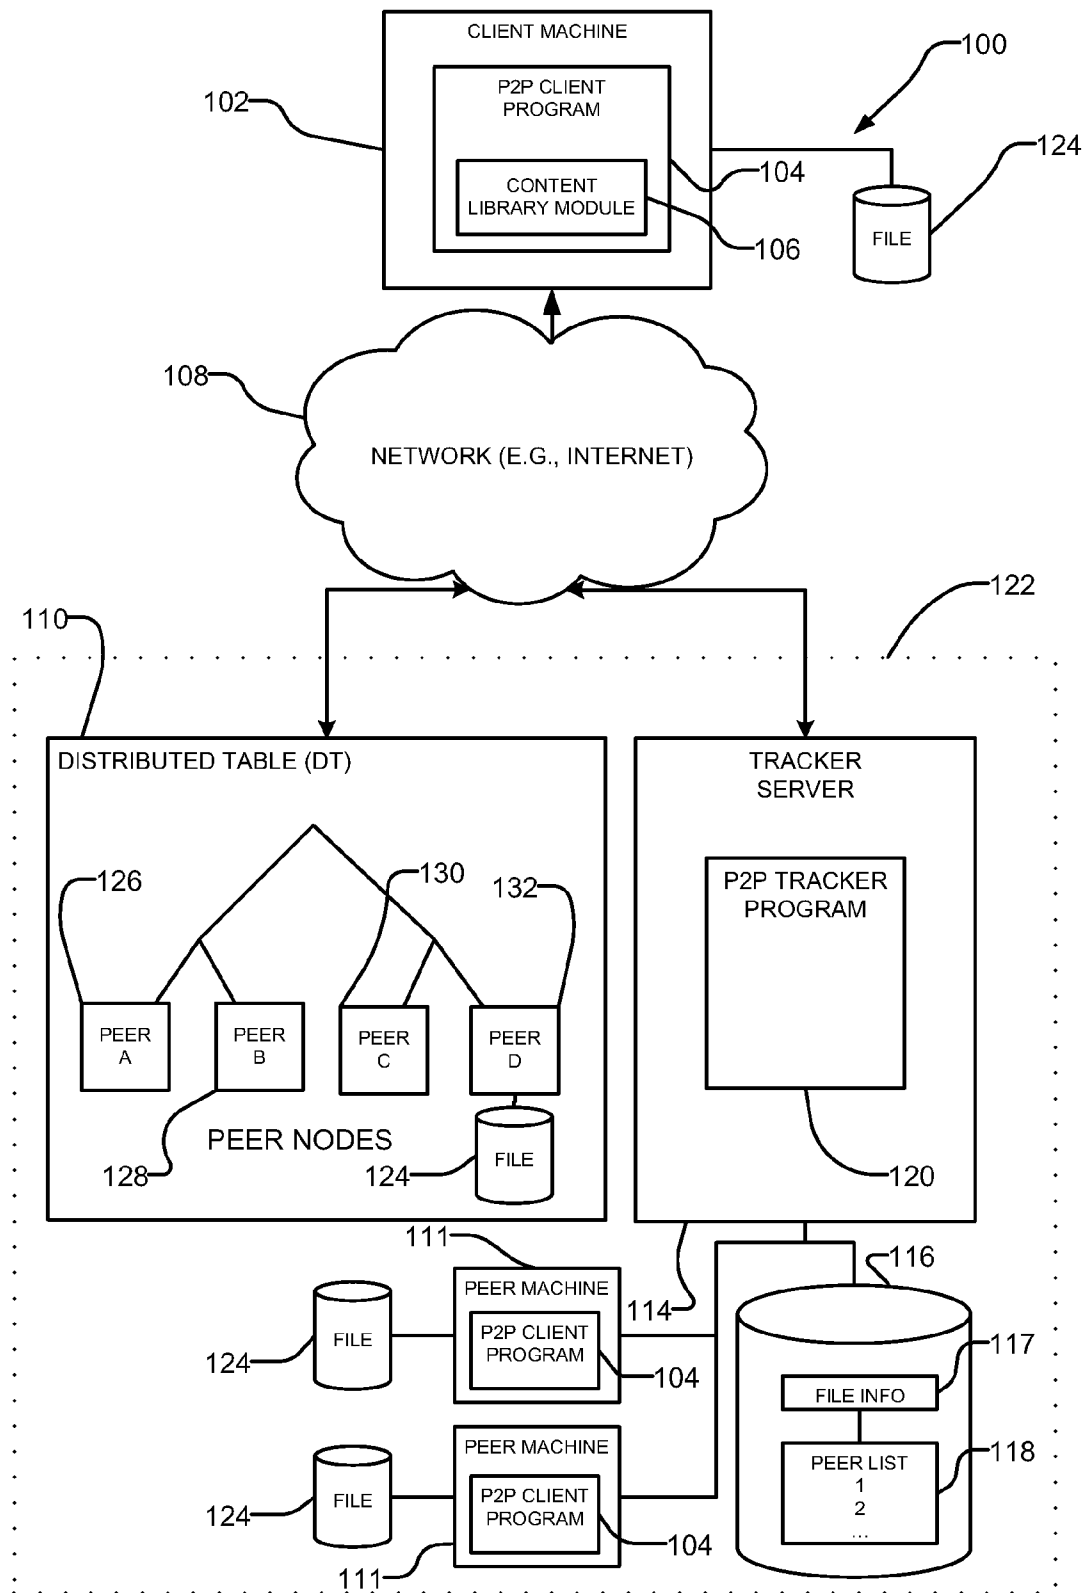 CLIENT MACHINE
100
P2P CLIENT
PROGRAM
102
124
104
CONTENT
LIBRARY MODULE
106
FILE
108
NETWORK (E.G., INTERNET)
122
110
DISTRIBUTED TABLE (DT)
TRACKER
SERVER
126
130
132
P2P TRACKER
PROGRAM
PEER
A
PEER
B
PEER
C
PEER
D
PEER NODES
128
124
FILE
120
111
116
PEER MACHINE
114
P2P CLIENT
PROGRAM
FILE
124
104
117
FILE INFO
PEER MACHINE
118
PEER LIST
1
2
...
P2P CLIENT
PROGRAM
FILE
124
104
111